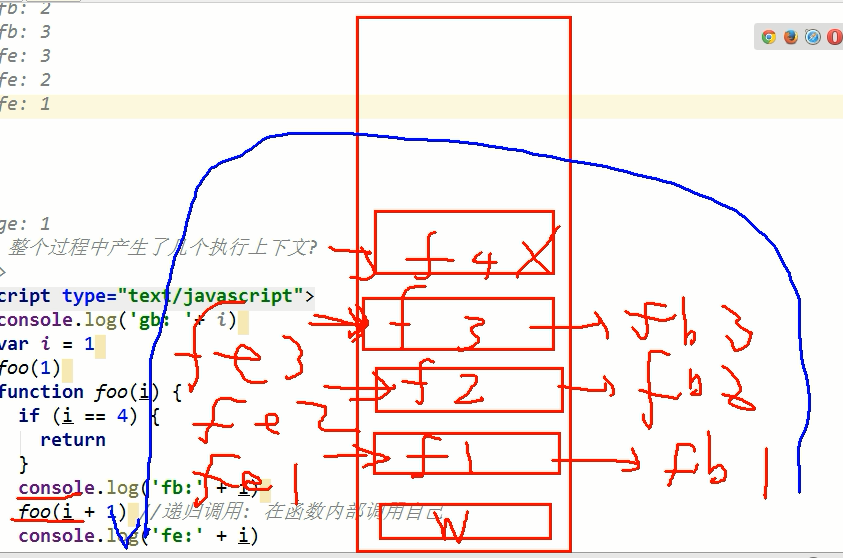 fb: 2
fb: 3
fe: 3
fe: 2
fe: 1
ge: 1
整个过程中产生了几个执行上下文?
>
cript type="text/javascript">
console.log('gb: '+ i)
var i = 1
foo(1)
function foo(i) {
if (i == 4) {
return
}
console.log('fb:' + i)
foo(i + 1) //递归调用: 在函数内部调用自己
console.log('fe:' + i)
f 4 X
f 3
fb 3
fe 3
f 2
fb 2
fe 2
f 1
fb 1
fe 1
W